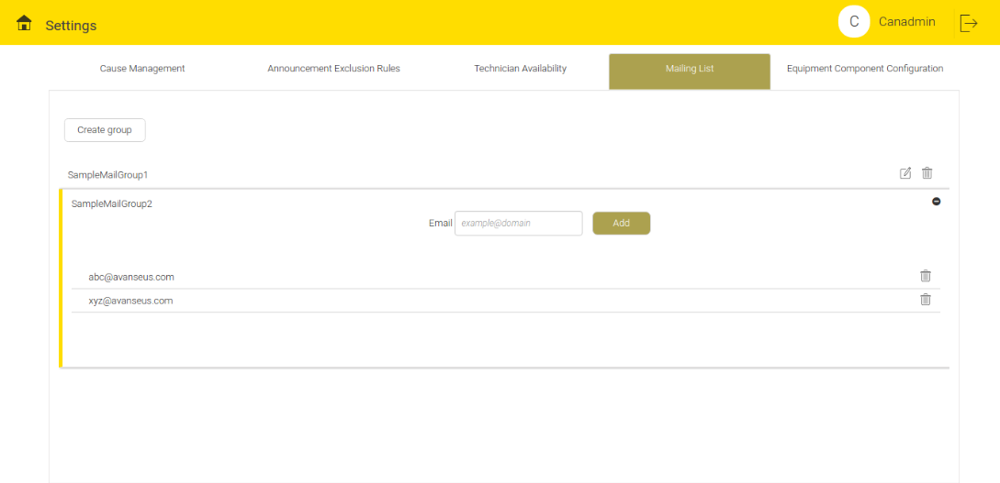 Settings
C Canadmin
Cause Management Announcement Exclusion Rules Technician Availability Mailing List Equipment Component Configuration
Create group
SampleMailGroup1
SampleMailGroup2
Email example@domain Add
abc@avanseus.com
xyz@avanseus.com